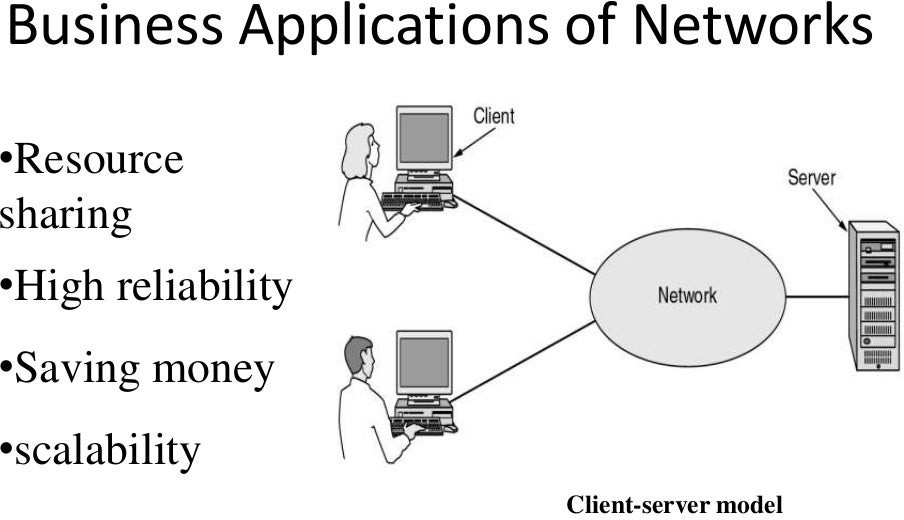 Business Applications of Networks
•Resource
sharing
•High reliability
•Saving money
•scalability
Client
Server
Network
Client-server model